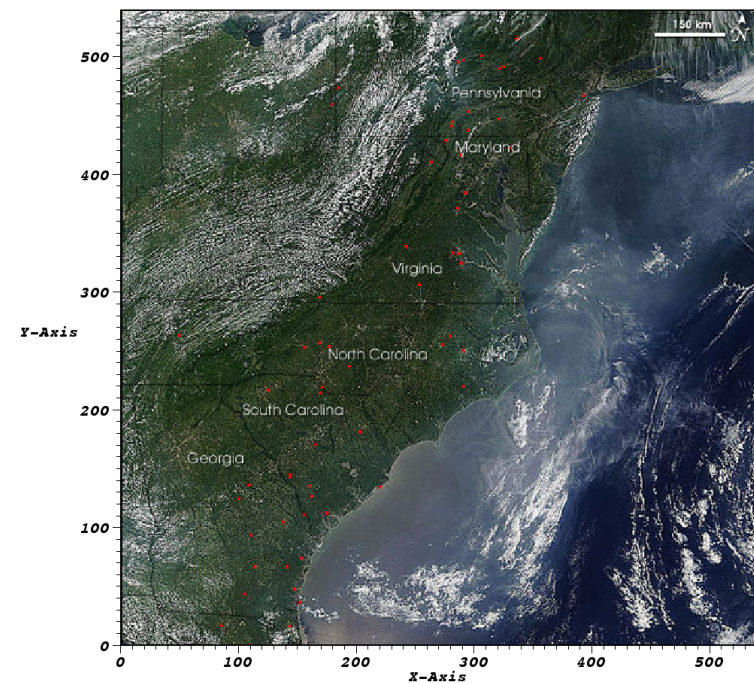 150 km
N
500
Pennsylvania
Maryland
400
Virginia
300
Y-Axis
North Carolina
200
South Carolina
Georgia
100
0
0 100 200 300 400 500
X-Axis